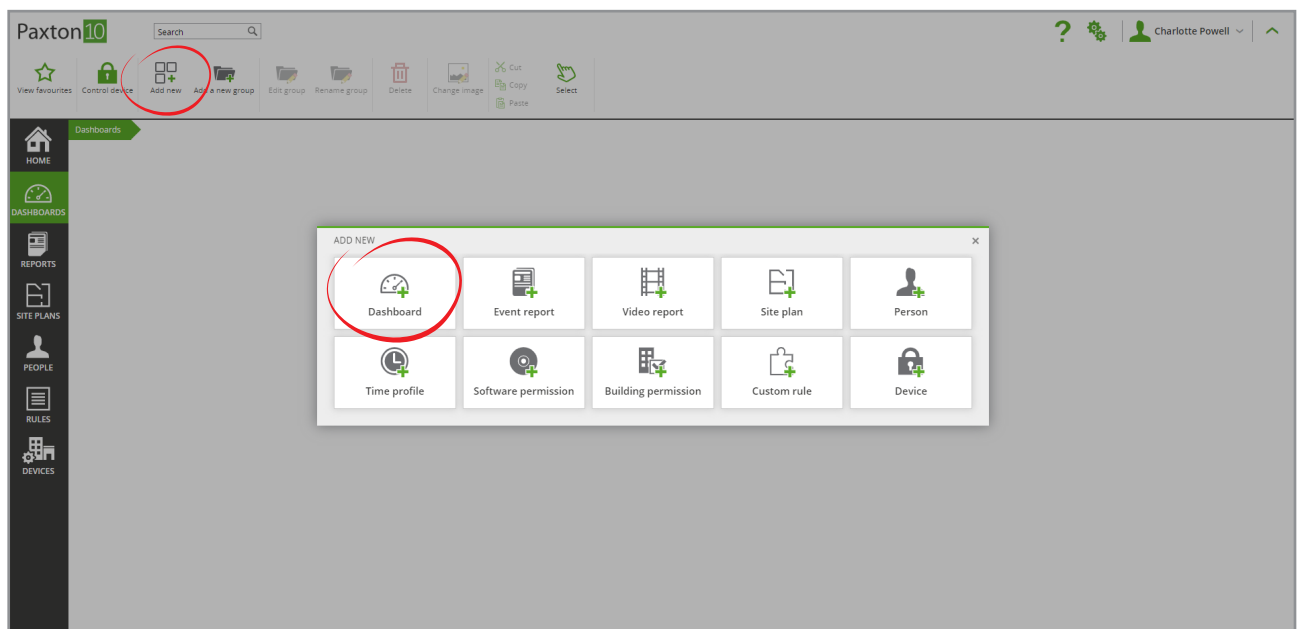 Paxton10
Search
Charlotte Powell
View favourites
Control device
Add new
Add a new group
Edit group
Rename group
Delete
Change image
Cut
Copy
Paste
Select
HOME
DASHBOARDS
REPORTS
SITE PLANS
PEOPLE
RULES
DEVICES
Dashboards
ADD NEW
Dashboard
Event report
Video report
Site plan
Person
Time profile
Software permission
Building permission
Custom rule
Device